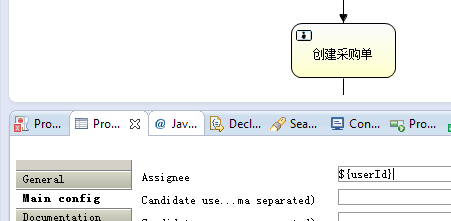 创建采购单
Pro...
Pro...
Jav...
Decl...
Sea...
Con...
Pro...
General
Main config
Documentation
Assignee
${userId}
Candidate use...ma separated)